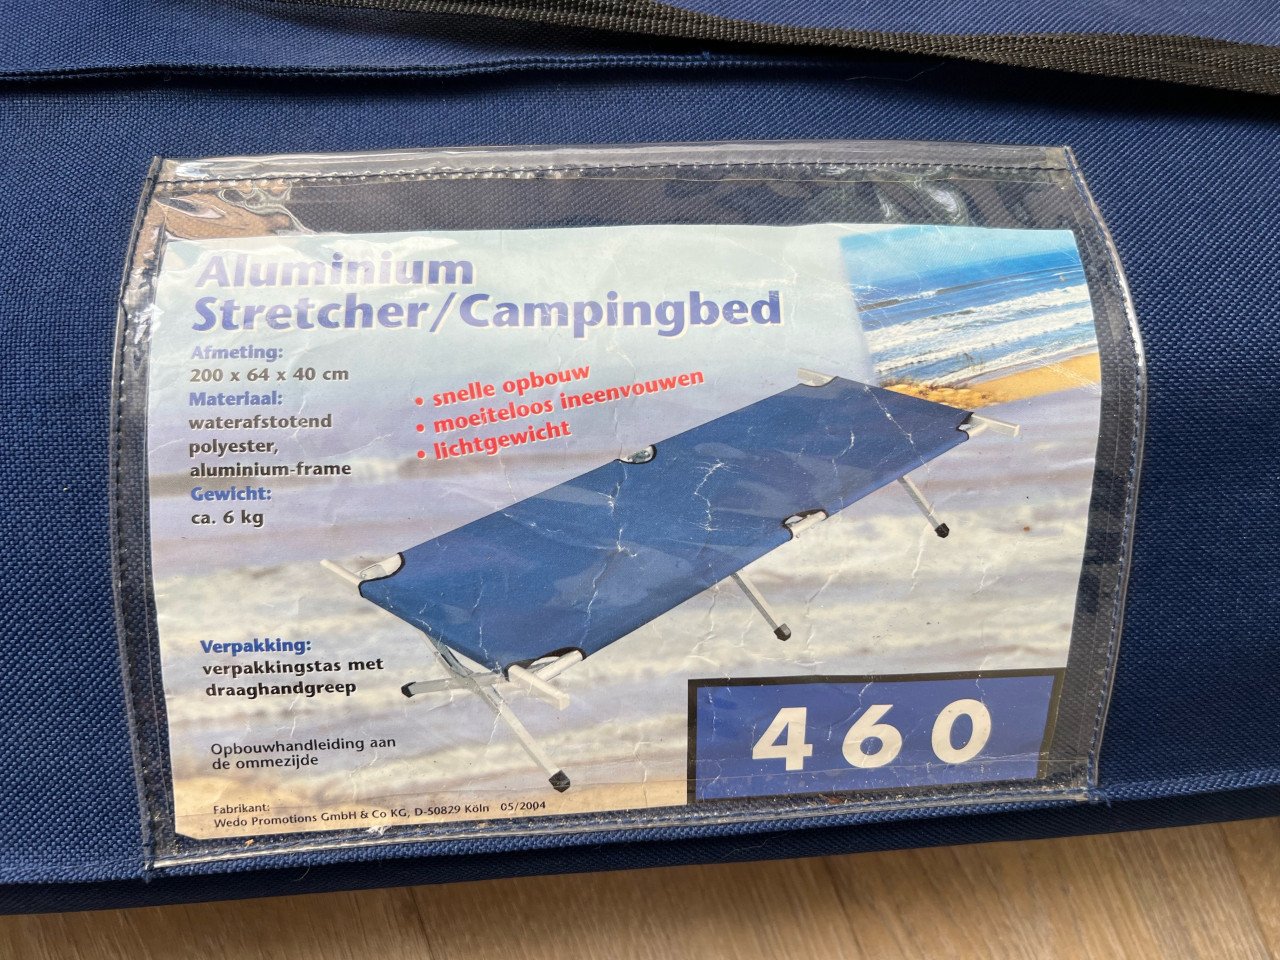 Aluminium
Stretcher/Campingbed
Afmeting:
200 x 64 x 40 cm
Materiaal:
waterafstotend
polyester,
aluminium-frame
Gewicht:
ca. 6 kg
• snelle opbouw
• moeiteloos ineenvouwen
• lichtgewicht
Verpakking:
verpakkingstas met
draaghandgreep
Opbouwhandleiding aan
de ommezijde
460
Fabrikant:
Wedo Promotions GmbH & Co KG, D-50829 Köln 05/2004